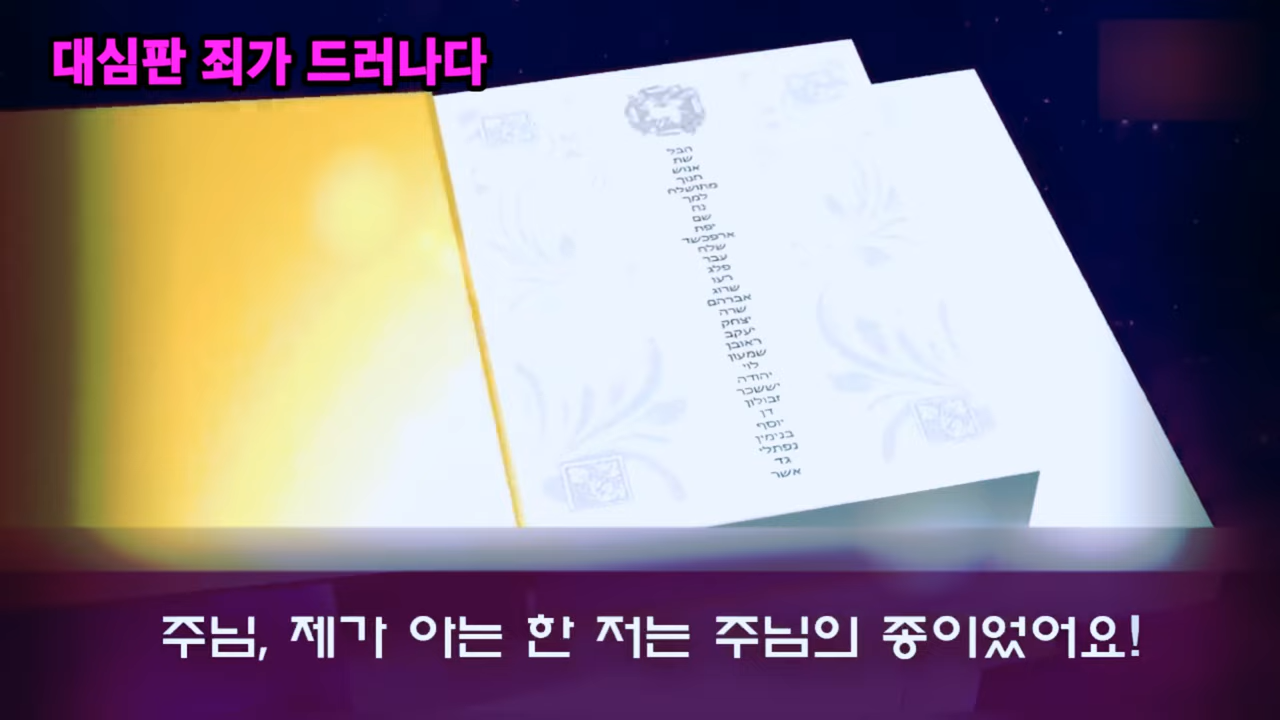 대심판 죄가 드러나다
הבל
שת
אנוש
חנוך
מתושלח
למך
נח
שם
יפת
ארפכשד
שלח
עבר
פלג
רעו
שרוג
אברהם
שרה
יצחק
יעקב
ראובן
שמעון
לוי
יהודה
יששכר
זבולון
דן
יוסף
בנימין
נפתלי
גד
אשר
주님, 제가 아는 한 저는 주님의 종이었어요!